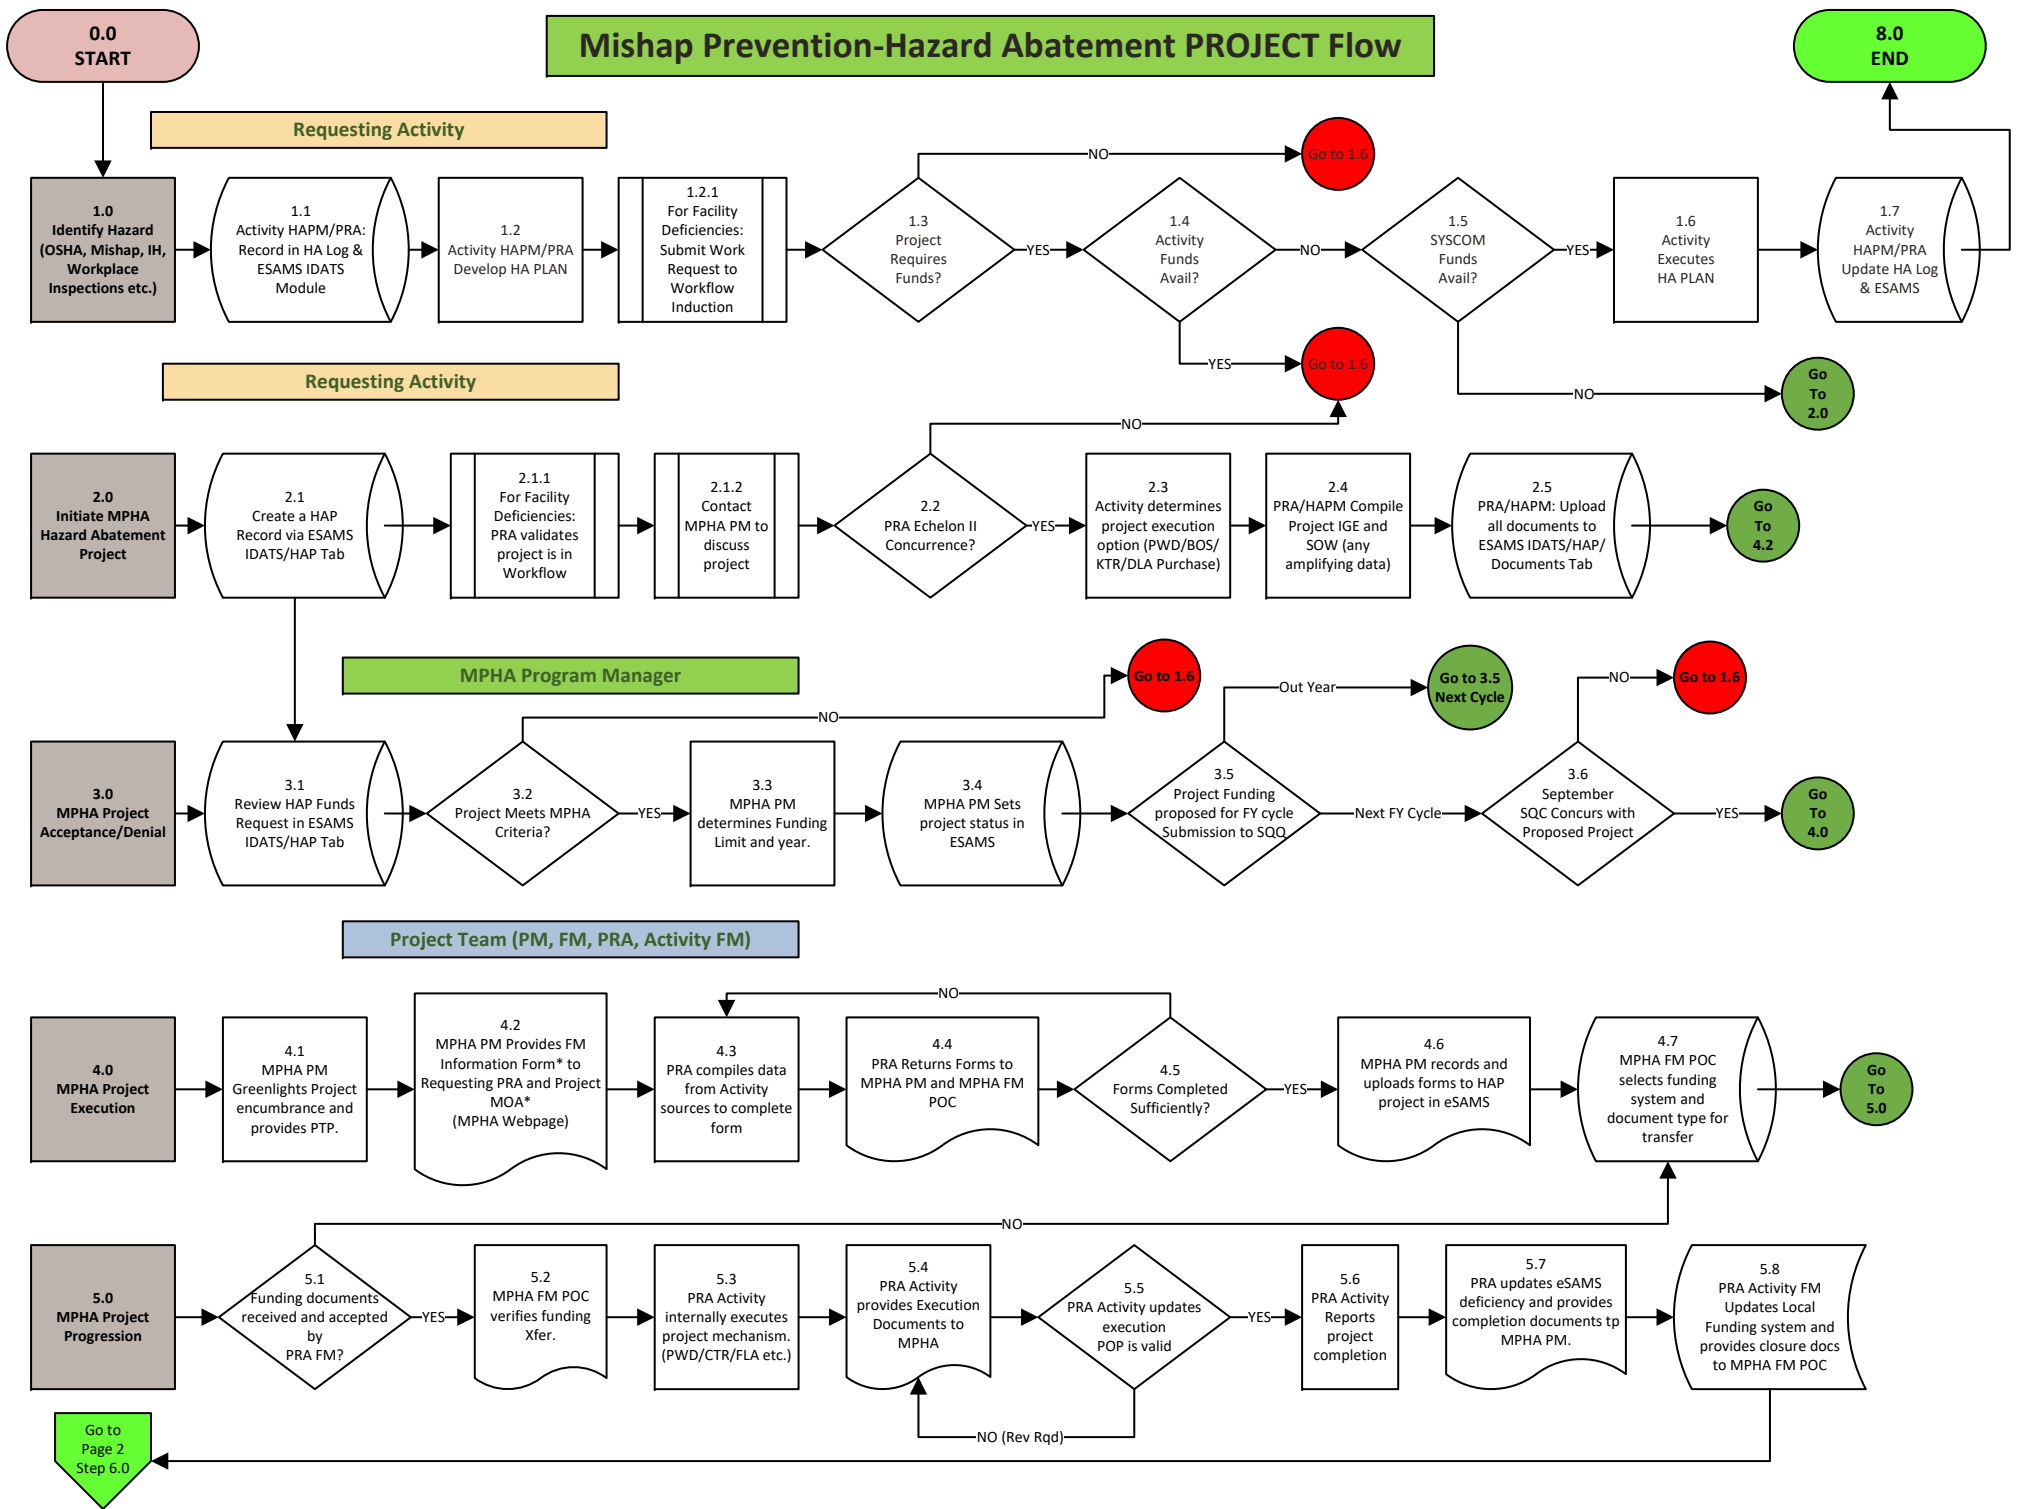 0.0
START
Mishap Prevention-Hazard Abatement PROJECT Flow
8.0
END
Requesting Activity
1.0
Identify Hazard
(OSHA, Mishap, IH,
Workplace
Inspections etc.)
1.1
Activity HAPM/PRA:
Record in HA Log &
ESAMS IDATS
Module
1.2
Activity HAPM/PRA
Develop HA PLAN
1.2.1
For Facility
Deficiencies:
Submit Work
Request to
Workflow
Induction
1.3
Project
Requires
Funds?
NO
Go to 1.6
YES
1.4
Activity
Funds
Avail?
YES
Go to 1.6
NO
1.5
SYSCOM
Funds
Avail?
YES
NO
Go
To
2.0
1.6
Activity
Executes
HA PLAN
1.7
Activity
HAPM/PRA
Update HA Log
& ESAMS
Requesting Activity
2.0
Initiate MPHA
Hazard Abatement
Project
2.1
Create a HAP
Record via ESAMS
IDATS/HAP Tab
2.1.1
For Facility
Deficiencies:
PRA validates
project is in
Workflow
2.1.2
Contact
MPHA PM to
discuss
project
2.2
PRA Echelon II
Concurrence?
NO
YES
2.3
Activity determines
project execution
option (PWD/BOS/
KTR/DLA Purchase)
2.4
PRA/HAPM Compile
Project IGE and
SOW (any
amplifying data)
2.5
PRA/HAPM: Upload
all documents to
ESAMS IDATS/HAP/
Documents Tab
Go
To
4.2
MPHA Program Manager
3.0
MPHA Project
Acceptance/Denial
3.1
Review HAP Funds
Request in ESAMS
IDATS/HAP Tab
3.2
Project Meets MPHA
Criteria?
NO
Go to 1.6
YES
3.3
MPHA PM
determines Funding
Limit and year.
3.4
MPHA PM Sets
project status in
ESAMS
3.5
Project Funding
proposed for FY cycle
Submission to SQQ
Out Year
Go to 3.5
Next Cycle
Next FY Cycle
3.6
September
SQC Concurs with
Proposed Project
NO
Go to 1.6
YES
Go
To
4.0
Project Team (PM, FM, PRA, Activity FM)
4.0
MPHA Project
Execution
4.1
MPHA PM
Greenlights Project
encumbrance and
provides PTP.
4.2
MPHA PM Provides FM
Information Form* to
Requesting PRA and Project
MOA*
(MPHA Webpage)
4.3
PRA compiles data
from Activity
sources to complete
form
4.4
PRA Returns Forms to
MPHA PM and MPHA FM
POC
4.5
Forms Completed
Sufficiently?
NO
YES
4.6
MPHA PM records and
uploads forms to HAP
project in eSAMS
4.7
MPHA FM POC
selects funding
system and
document type for
transfer
Go
To
5.0
5.0
MPHA Project
Progression
5.1
Funding documents
received and accepted
by
PRA FM?
NO
YES
5.2
MPHA FM POC
verifies funding
Xfer.
5.3
PRA Activity
internally executes
project mechanism.
(PWD/CTR/FLA etc.)
5.4
PRA Activity
provides Execution
Documents to
MPHA
5.5
PRA Activity updates
execution
POP is valid
NO (Rev Rqd)
YES
5.6
PRA Activity
Reports
project
completion
5.7
PRA updates eSAMS
deficiency and provides
completion documents tp
MPHA PM.
5.8
PRA Activity FM
Updates Local
Funding system and
provides closure docs
to MPHA FM POC
Go to
Page 2
Step 6.0